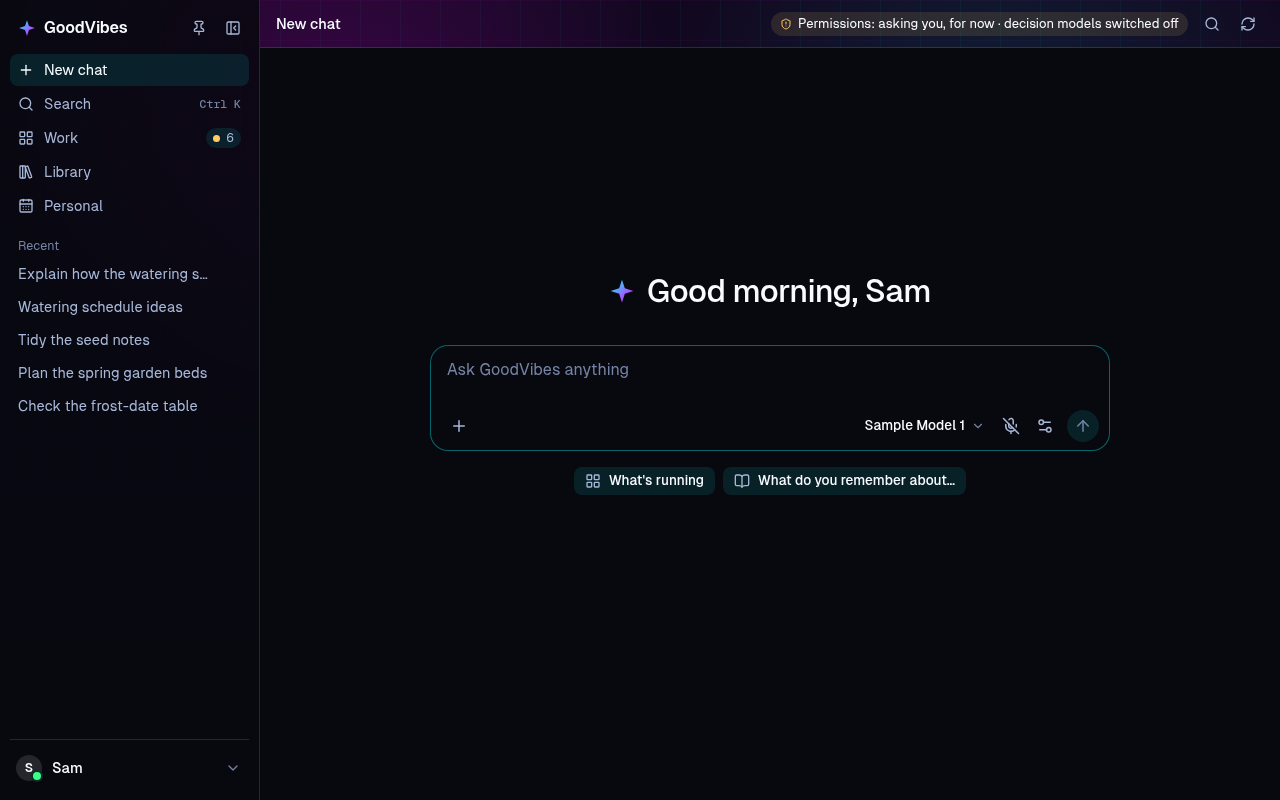 GoodVibes
New chat
Search Ctrl K
Work 6
Library
Personal
Recent
Explain how the watering s…
Watering schedule ideas
Tidy the seed notes
Plan the spring garden beds
Check the frost-date table
S Sam
New chat
Permissions: asking you, for now · decision models switched off
Good morning, Sam
Ask GoodVibes anything
Sample Model 1
What's running
What do you remember about…